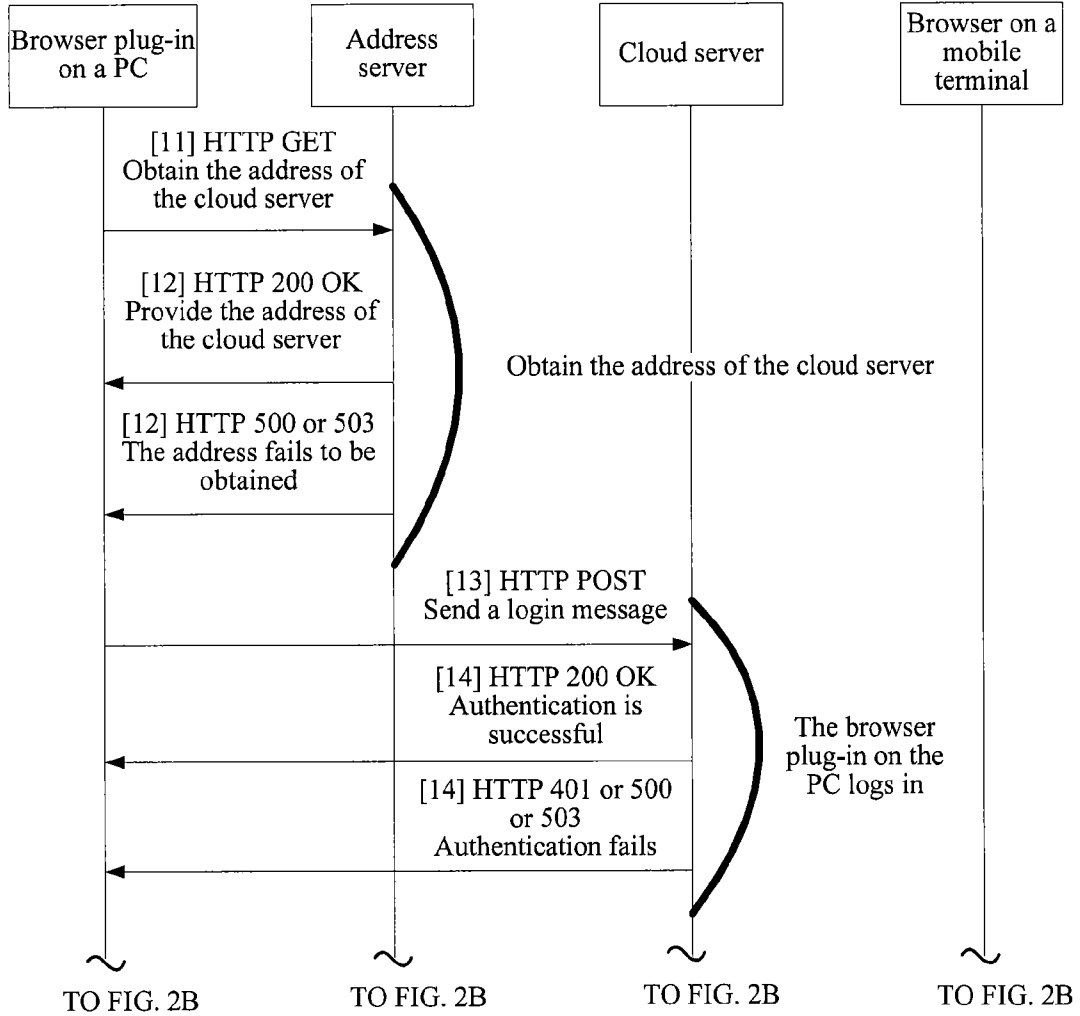 Browser plug-in
on a PC
Address
server
Cloud server
Browser on a
mobile
terminal
[11] HTTP GET
Obtain the address of
the cloud server
[12] HTTP 200 OK
Provide the address of
the cloud server
Obtain the address of the cloud server
[12] HTTP 500 or 503
The address fails to be
obtained
[13] HTTP POST
Send a login message
[14] HTTP 200 OK
Authentication is
successful
The browser
plug-in on the
PC logs in
[14] HTTP 401 or 500
or 503
Authentication fails
TO FIG. 2B
TO FIG. 2B
TO FIG. 2B
TO FIG. 2B